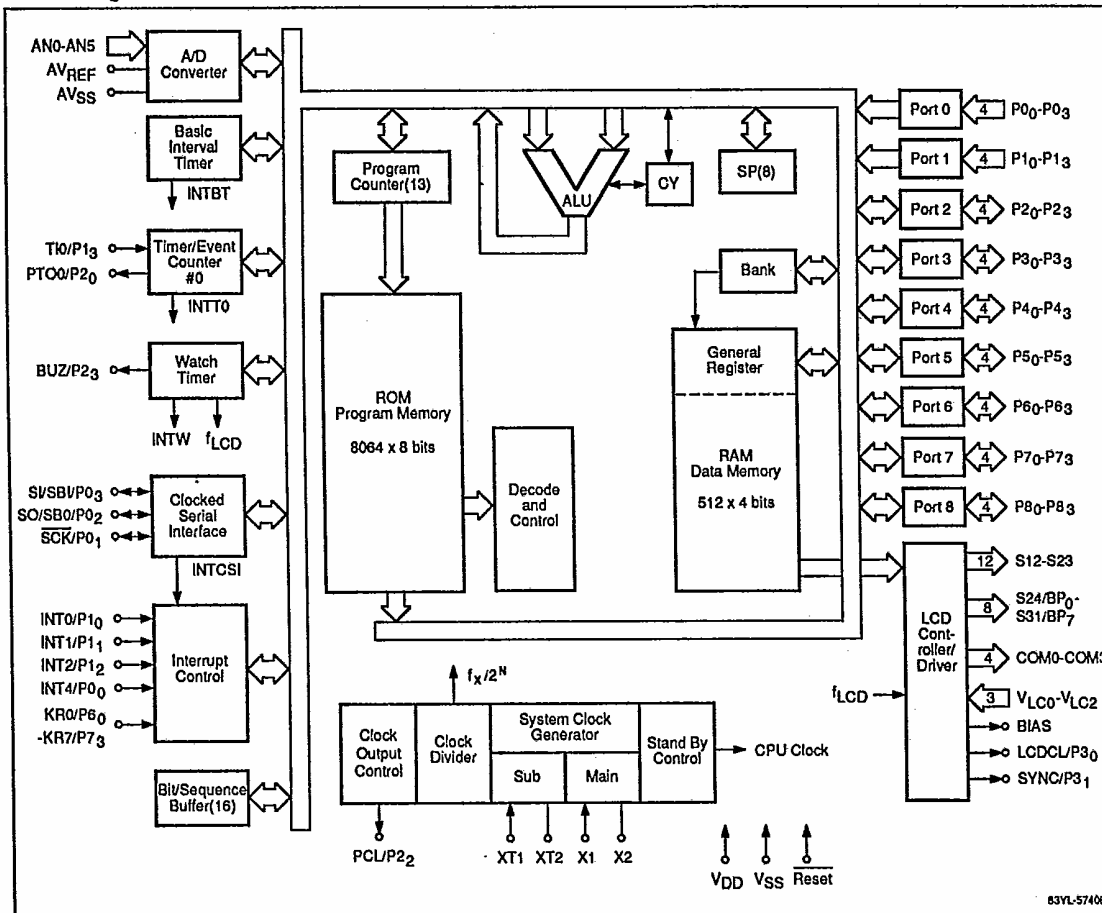 AN0-AN5
AVREF
AVSS
A/D
Converter
Basic
Interval
Timer
INTBT
TI0/P13
PTO0/P20
Timer/Event
Counter
#0
INTT0
BUZ/P23
Watch
Timer
INTW
fLCD
SI/SBI/P03
SO/SB0/P02
SCK/P01
Clocked
Serial
Interface
INTCSI
INT0/P10
INT1/P11
INT2/P12
INT4/P00
KR0/P60
-KR7/P73
Interrupt
Control
Bit/Sequence
Buffer(16)
Program
Counter(13)
ALU
CY
SP(8)
Bank
ROM
Program Memory
8064 x 8 bits
Decode
and
Control
General
Register
RAM
Data Memory
512 x 4 bits
fX/2N
Clock
Output
Control
Clock
Divider
System Clock
Generator
Sub
Main
Stand By
Control
CPU Clock
PCL/P22
XT1
XT2
X1
X2
VDD
VSS
Reset
Port 0
4
P00-P03
Port 1
4
P10-P13
Port 2
4
P20-P23
Port 3
4
P30-P33
Port 4
4
P40-P43
Port 5
4
P50-P53
Port 6
4
P60-P63
Port 7
4
P70-P73
Port 8
4
P80-P83
fLCD
LCD
Cont-
roller/
Driver
12
S12-S23
8
S24/BP0-
S31/BP7
4
COM0-COM3
3
VLC0-VLC2
BIAS
LCDCL/P30
SYNC/P31
83YL-5740